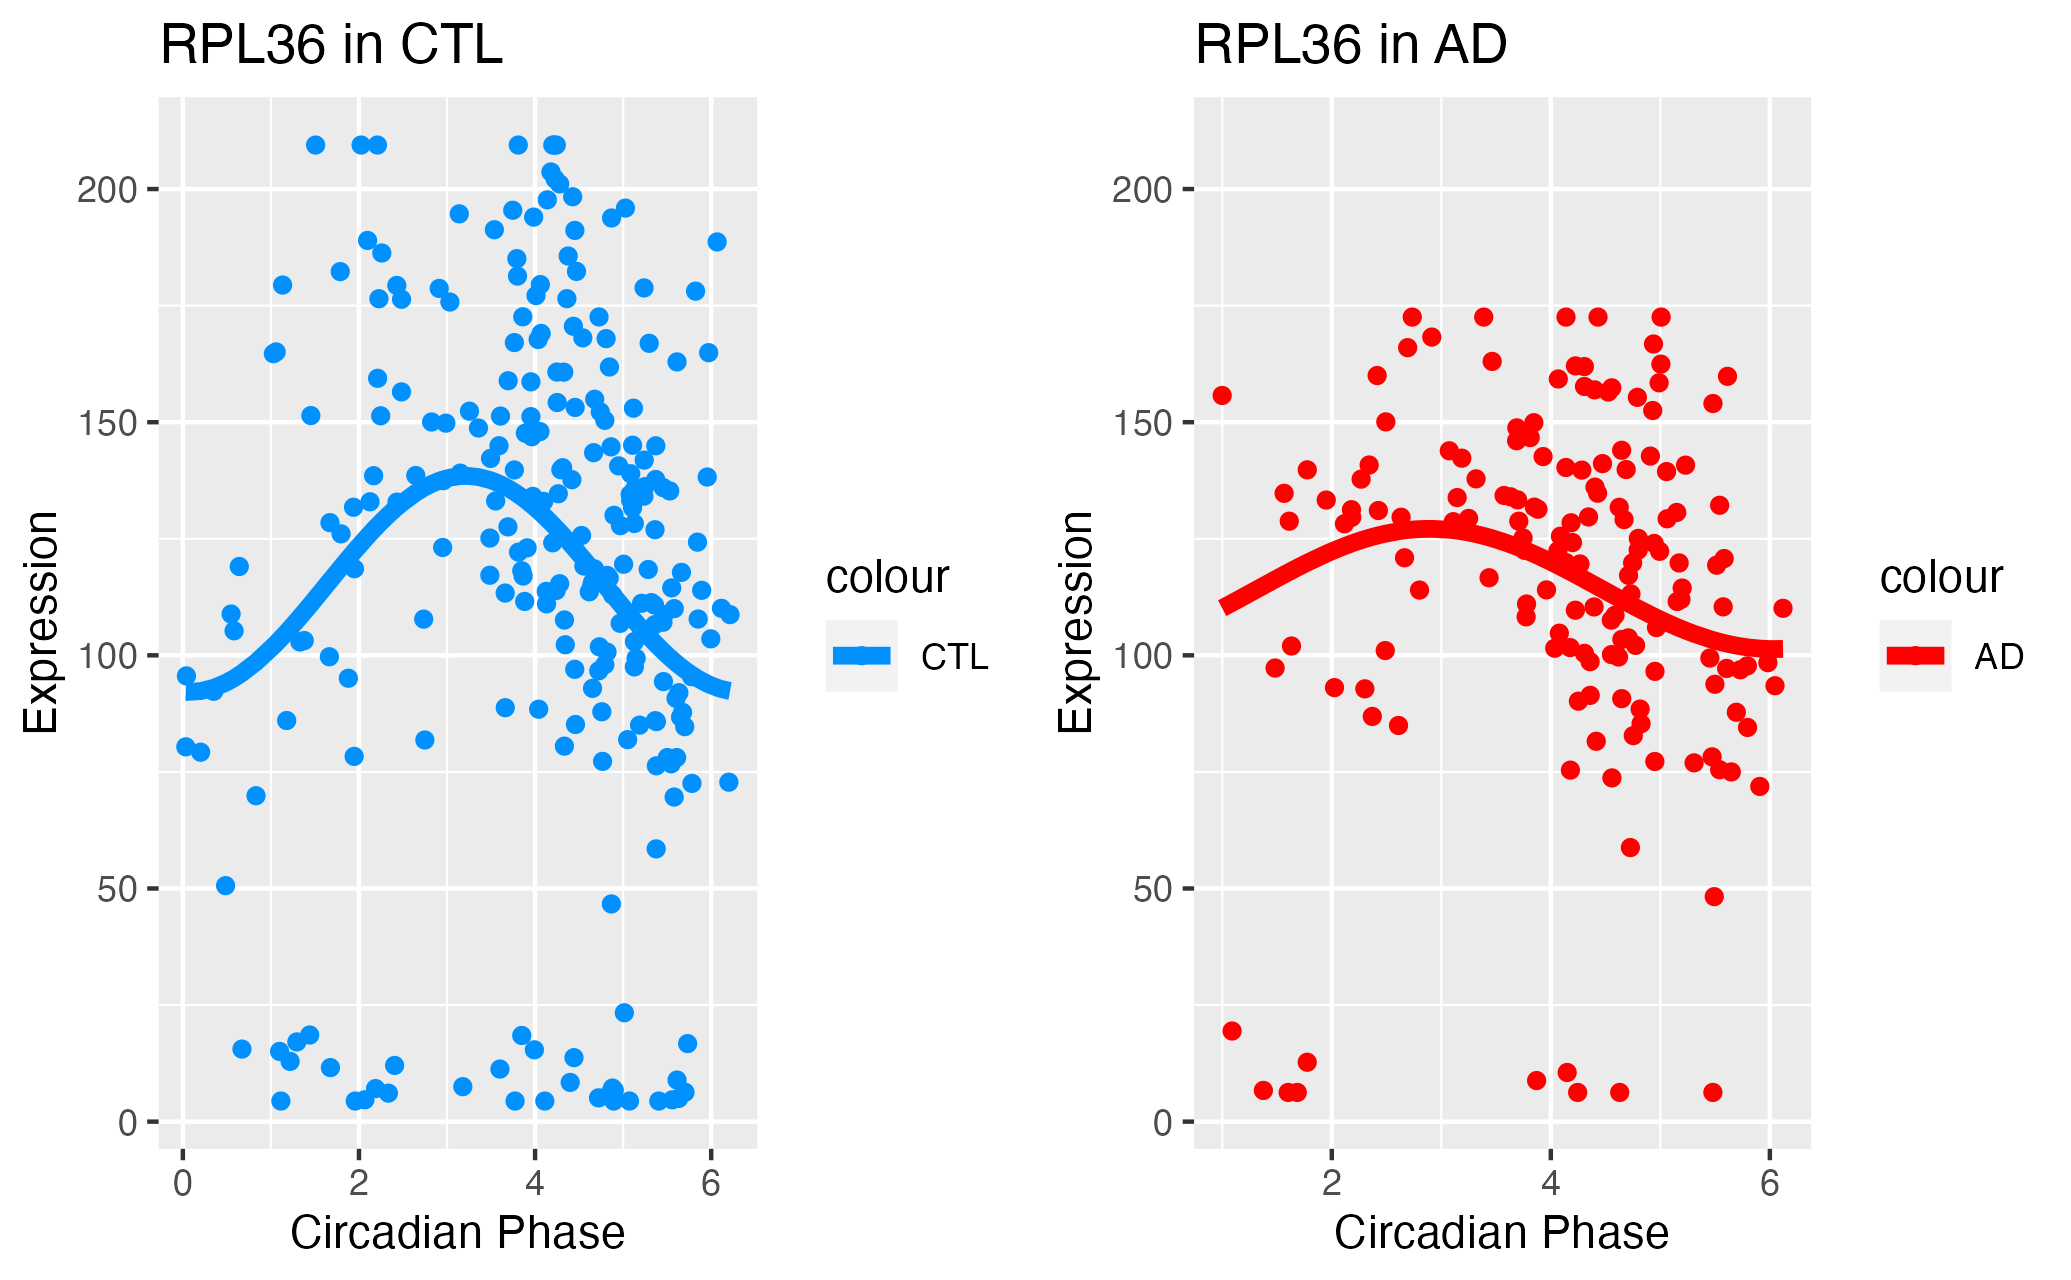 RPL36 in CTL
Expression
200
150
100
50
0
0 2 4 6
Circadian Phase
colour
CTL
RPL36 in AD
Expression
200
150
100
50
0
2 4 6
Circadian Phase
colour
AD